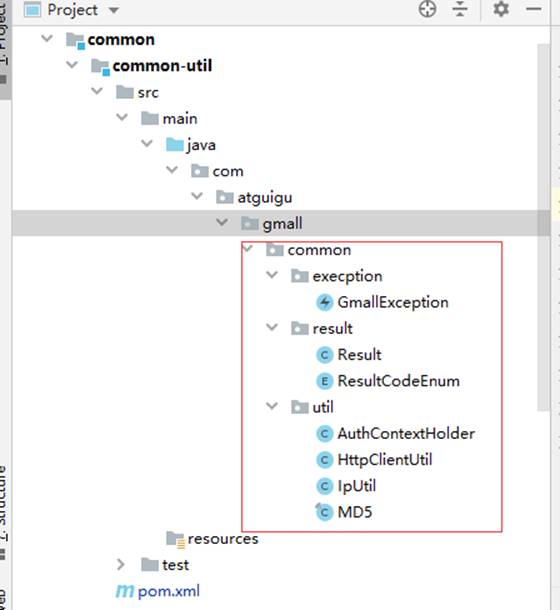 Project
common
common-util
src
main
java
com
atguigu
gmall
common
execption
GmallException
result
Result
ResultCodeEnum
util
AuthContextHolder
HttpClientUtil
IpUtil
MD5
resources
test
pom.xml
1: Project
7: Structure